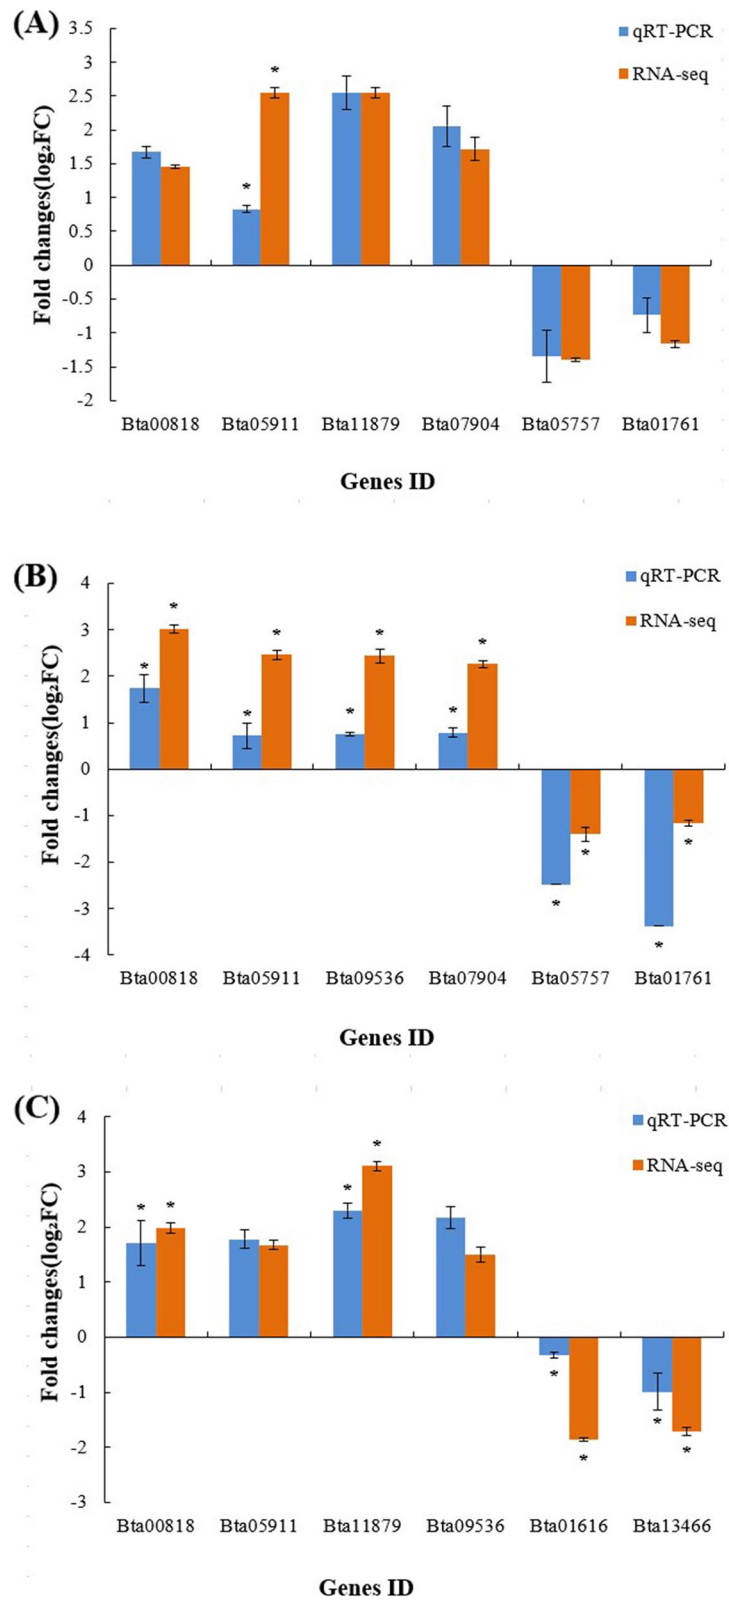 (A)
qRT-PCR
RNA-seq
Fold changes(log₂FC)
3.5
3
2.5
2
1.5
1
0.5
0
-0.5
-1
-1.5
-2
*
*
Bta00818 Bta05911 Bta11879 Bta07904 Bta05757 Bta01761
Genes ID
(B)
qRT-PCR
RNA-seq
Fold changes(log₂FC)
4
3
2
1
0
-1
-2
-3
-4
* * * *
* * * *
* *
* *
Bta00818 Bta05911 Bta09536 Bta07904 Bta05757 Bta01761
Genes ID
(C)
qRT-PCR
RNA-seq
Fold changes(log₂FC)
4
3
2
1
0
-1
-2
-3
* * * *
* * * *
Bta00818 Bta05911 Bta11879 Bta09536 Bta01616 Bta13466
Genes ID